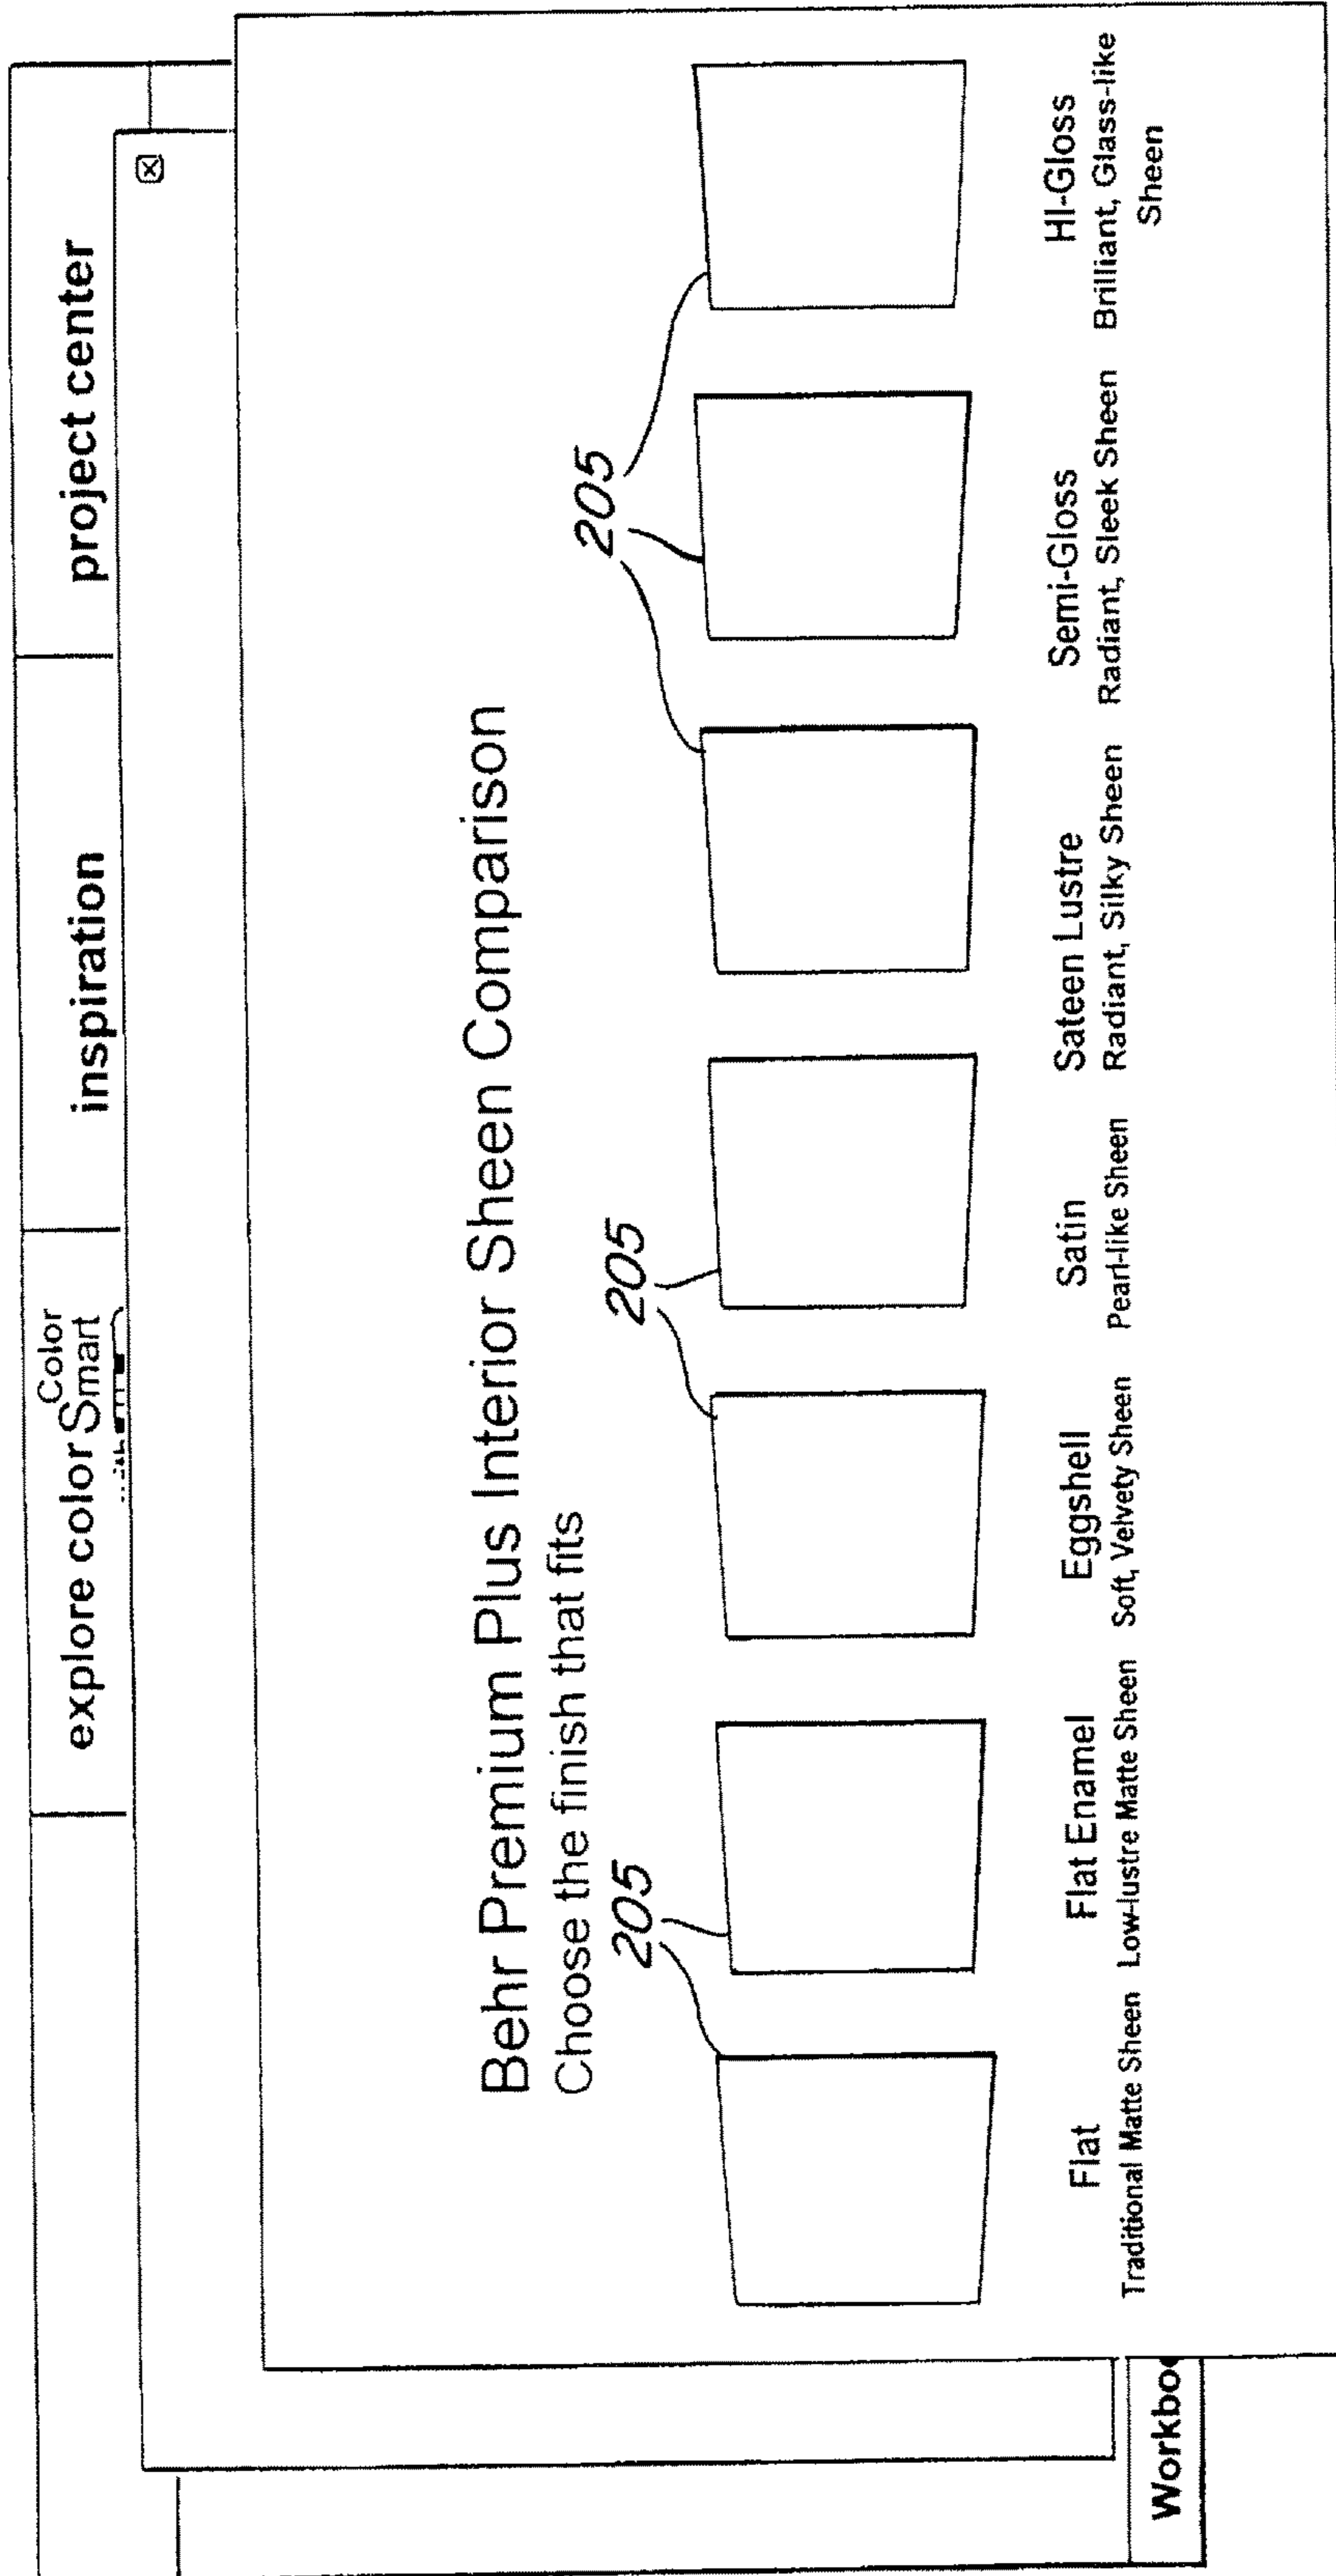 explore color
Color
Smart
inspiration
project center
Behr Premium Plus Interior Sheen Comparison
Choose the finish that fits
205
205
205
Flat
Traditional Matte Sheen
Flat Enamel
Low-lustre Matte Sheen
Eggshell
Soft, Velvety Sheen
Satin
Pearl-like Sheen
Sateen Lustre
Radiant, Silky Sheen
Semi-Gloss
Radiant, Sleek Sheen
HI-Gloss
Brilliant, Glass-like
Sheen